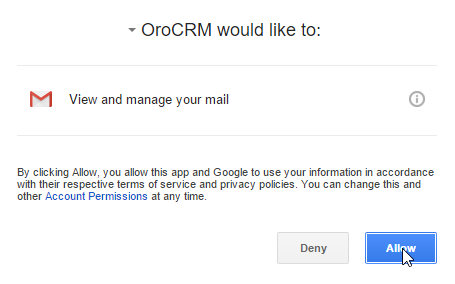 OroCRM would like to:
View and manage your mail
By clicking Allow, you allow this app and Google to use your information in accordance
with their respective terms of service and privacy policies. You can change this and
other Account Permissions at any time.
Deny
Allow